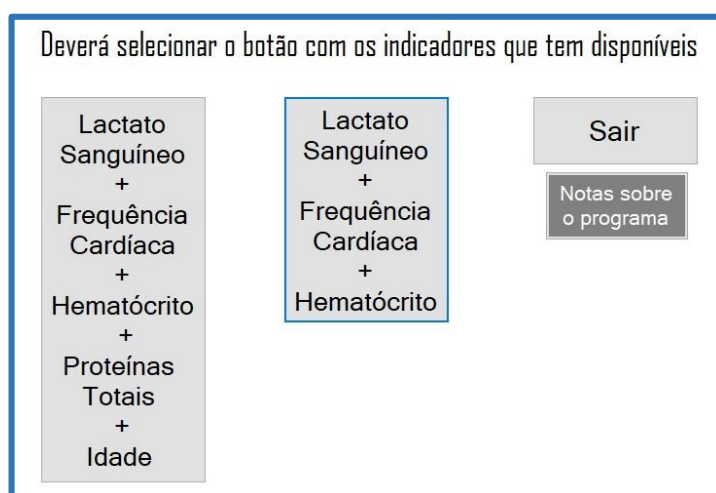 Deverá selecionar o botão com os indicadores que tem disponíveis
Lactato
Sanguíneo
+
Frequência
Cardíaca
+
Hematócrito
+
Proteínas
Totais
+
Idade
Lactato
Sanguíneo
+
Frequência
Cardíaca
+
Hematócrito
Sair
Notas sobre
o programa